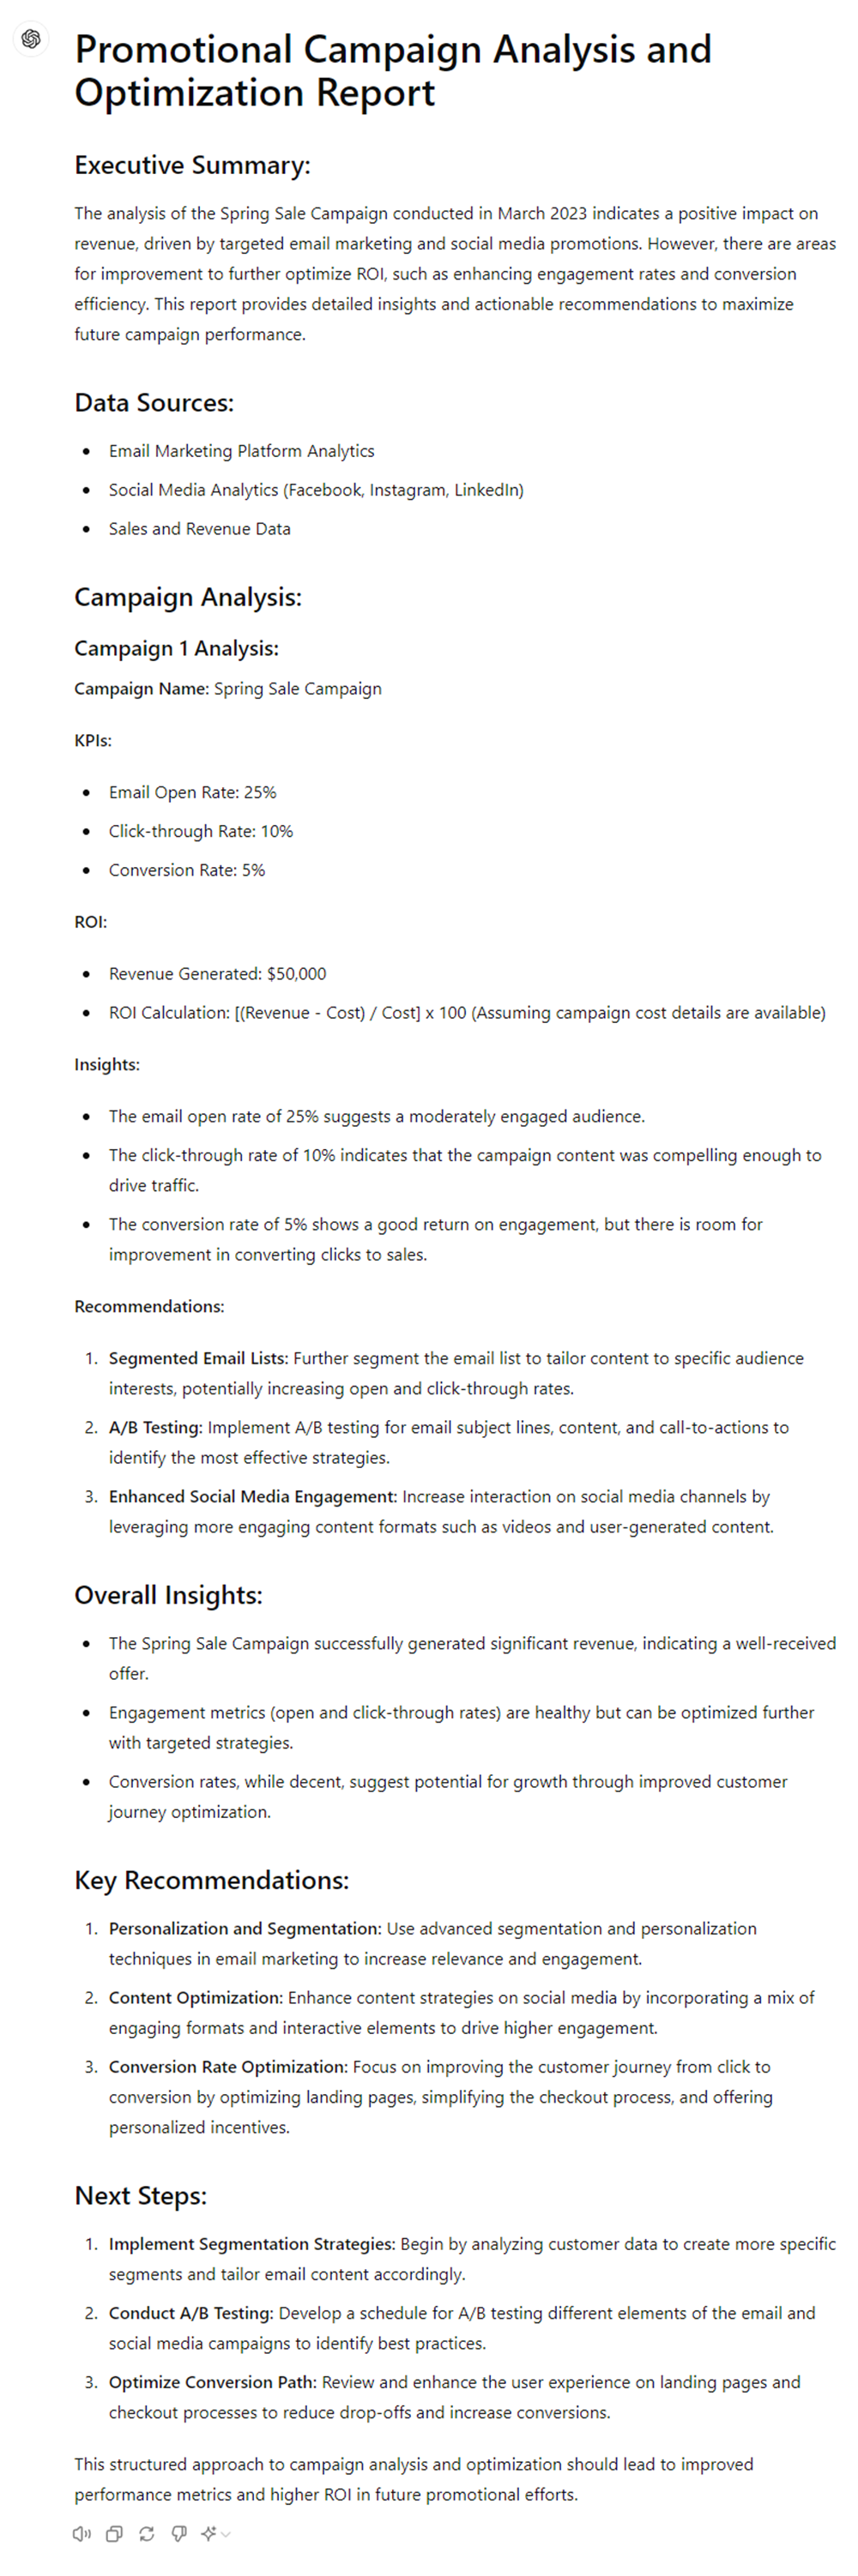 Promotional Campaign Analysis and
Optimization Report
Executive Summary:
The analysis of the Spring Sale Campaign conducted in March 2023 indicates a positive impact on
revenue, driven by targeted email marketing and social media promotions. However, there are areas
for improvement to further optimize ROI, such as enhancing engagement rates and conversion
efficiency. This report provides detailed insights and actionable recommendations to maximize
future campaign performance.
Data Sources:
• Email Marketing Platform Analytics
• Social Media Analytics (Facebook, Instagram, LinkedIn)
• Sales and Revenue Data
Campaign Analysis:
Campaign 1 Analysis:
Campaign Name: Spring Sale Campaign
KPIs:
• Email Open Rate: 25%
• Click-through Rate: 10%
• Conversion Rate: 5%
ROI:
• Revenue Generated: $50,000
• ROI Calculation: [(Revenue - Cost) / Cost] x 100 (Assuming campaign cost details are available)
Insights:
• The email open rate of 25% suggests a moderately engaged audience.
• The click-through rate of 10% indicates that the campaign content was compelling enough to
drive traffic.
• The conversion rate of 5% shows a good return on engagement, but there is room for
improvement in converting clicks to sales.
Recommendations:
1. Segmented Email Lists: Further segment the email list to tailor content to specific audience
interests, potentially increasing open and click-through rates.
2. A/B Testing: Implement A/B testing for email subject lines, content, and call-to-actions to
identify the most effective strategies.
3. Enhanced Social Media Engagement: Increase interaction on social media channels by
leveraging more engaging content formats such as videos and user-generated content.
Overall Insights:
• The Spring Sale Campaign successfully generated significant revenue, indicating a well-received
offer.
• Engagement metrics (open and click-through rates) are healthy but can be optimized further
with targeted strategies.
• Conversion rates, while decent, suggest potential for growth through improved customer
journey optimization.
Key Recommendations:
1. Personalization and Segmentation: Use advanced segmentation and personalization
techniques in email marketing to increase relevance and engagement.
2. Content Optimization: Enhance content strategies on social media by incorporating a mix of
engaging formats and interactive elements to drive higher engagement.
3. Conversion Rate Optimization: Focus on improving the customer journey from click to
conversion by optimizing landing pages, simplifying the checkout process, and offering
personalized incentives.
Next Steps:
1. Implement Segmentation Strategies: Begin by analyzing customer data to create more specific
segments and tailor email content accordingly.
2. Conduct A/B Testing: Develop a schedule for A/B testing different elements of the email and
social media campaigns to identify best practices.
3. Optimize Conversion Path: Review and enhance the user experience on landing pages and
checkout processes to reduce drop-offs and increase conversions.
This structured approach to campaign analysis and optimization should lead to improved
performance metrics and higher ROI in future promotional efforts.